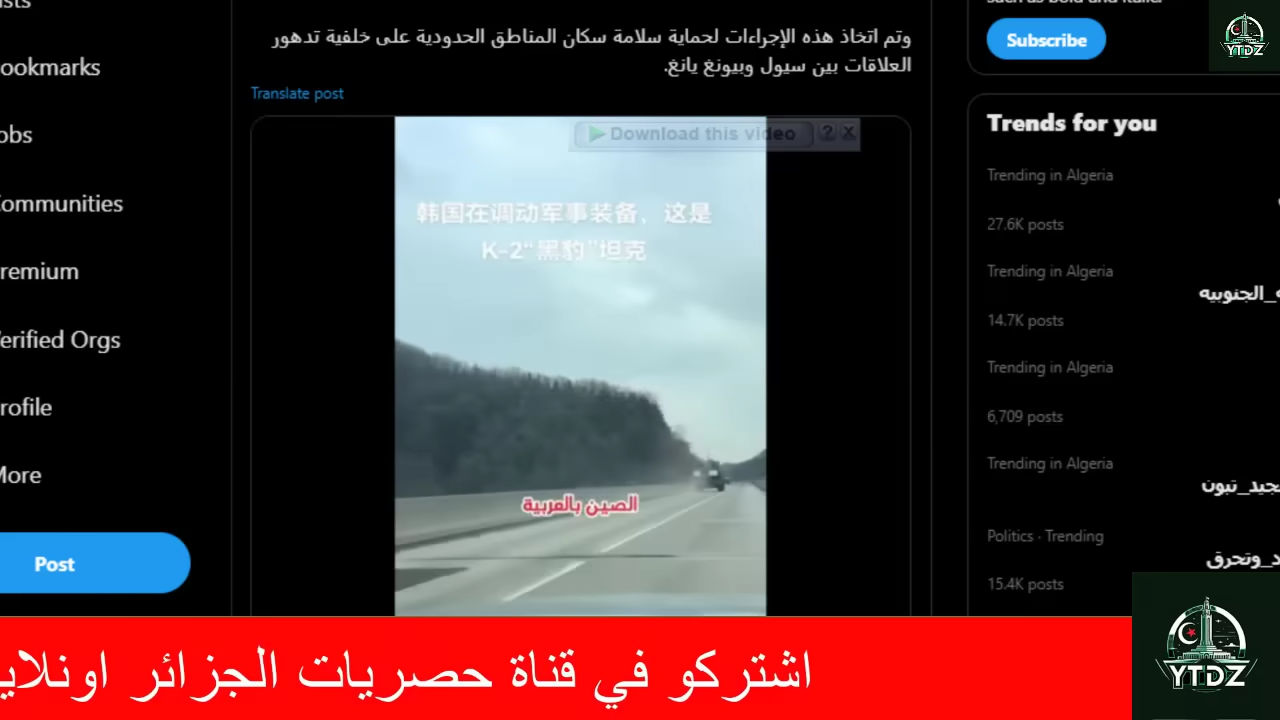 ookmarks
obs
ommunities
remium
erified Orgs
rofile
More
Post
وتم اتخاذ هذه الإجراءات لحماية سلامة سكان المناطق الحدودية على خلفية تدهور
العلاقات بين سيول وبيونغ يانغ.
Translate post
Download this video ? X
韩国在调动军事装备，这是
K-2“黑豹”坦克
الصين بالعربية
Subscribe
YTDZ
Trends for you
Trending in Algeria
27.6K posts
Trending in Algeria
ـه_الجنوبيه
14.7K posts
Trending in Algeria
6,709 posts
Trending in Algeria
جيد_تبون
Politics · Trending
د_وتحرق
15.4K posts
اشتركو في قناة حصريات الجزائر اونلاي
YTDZ